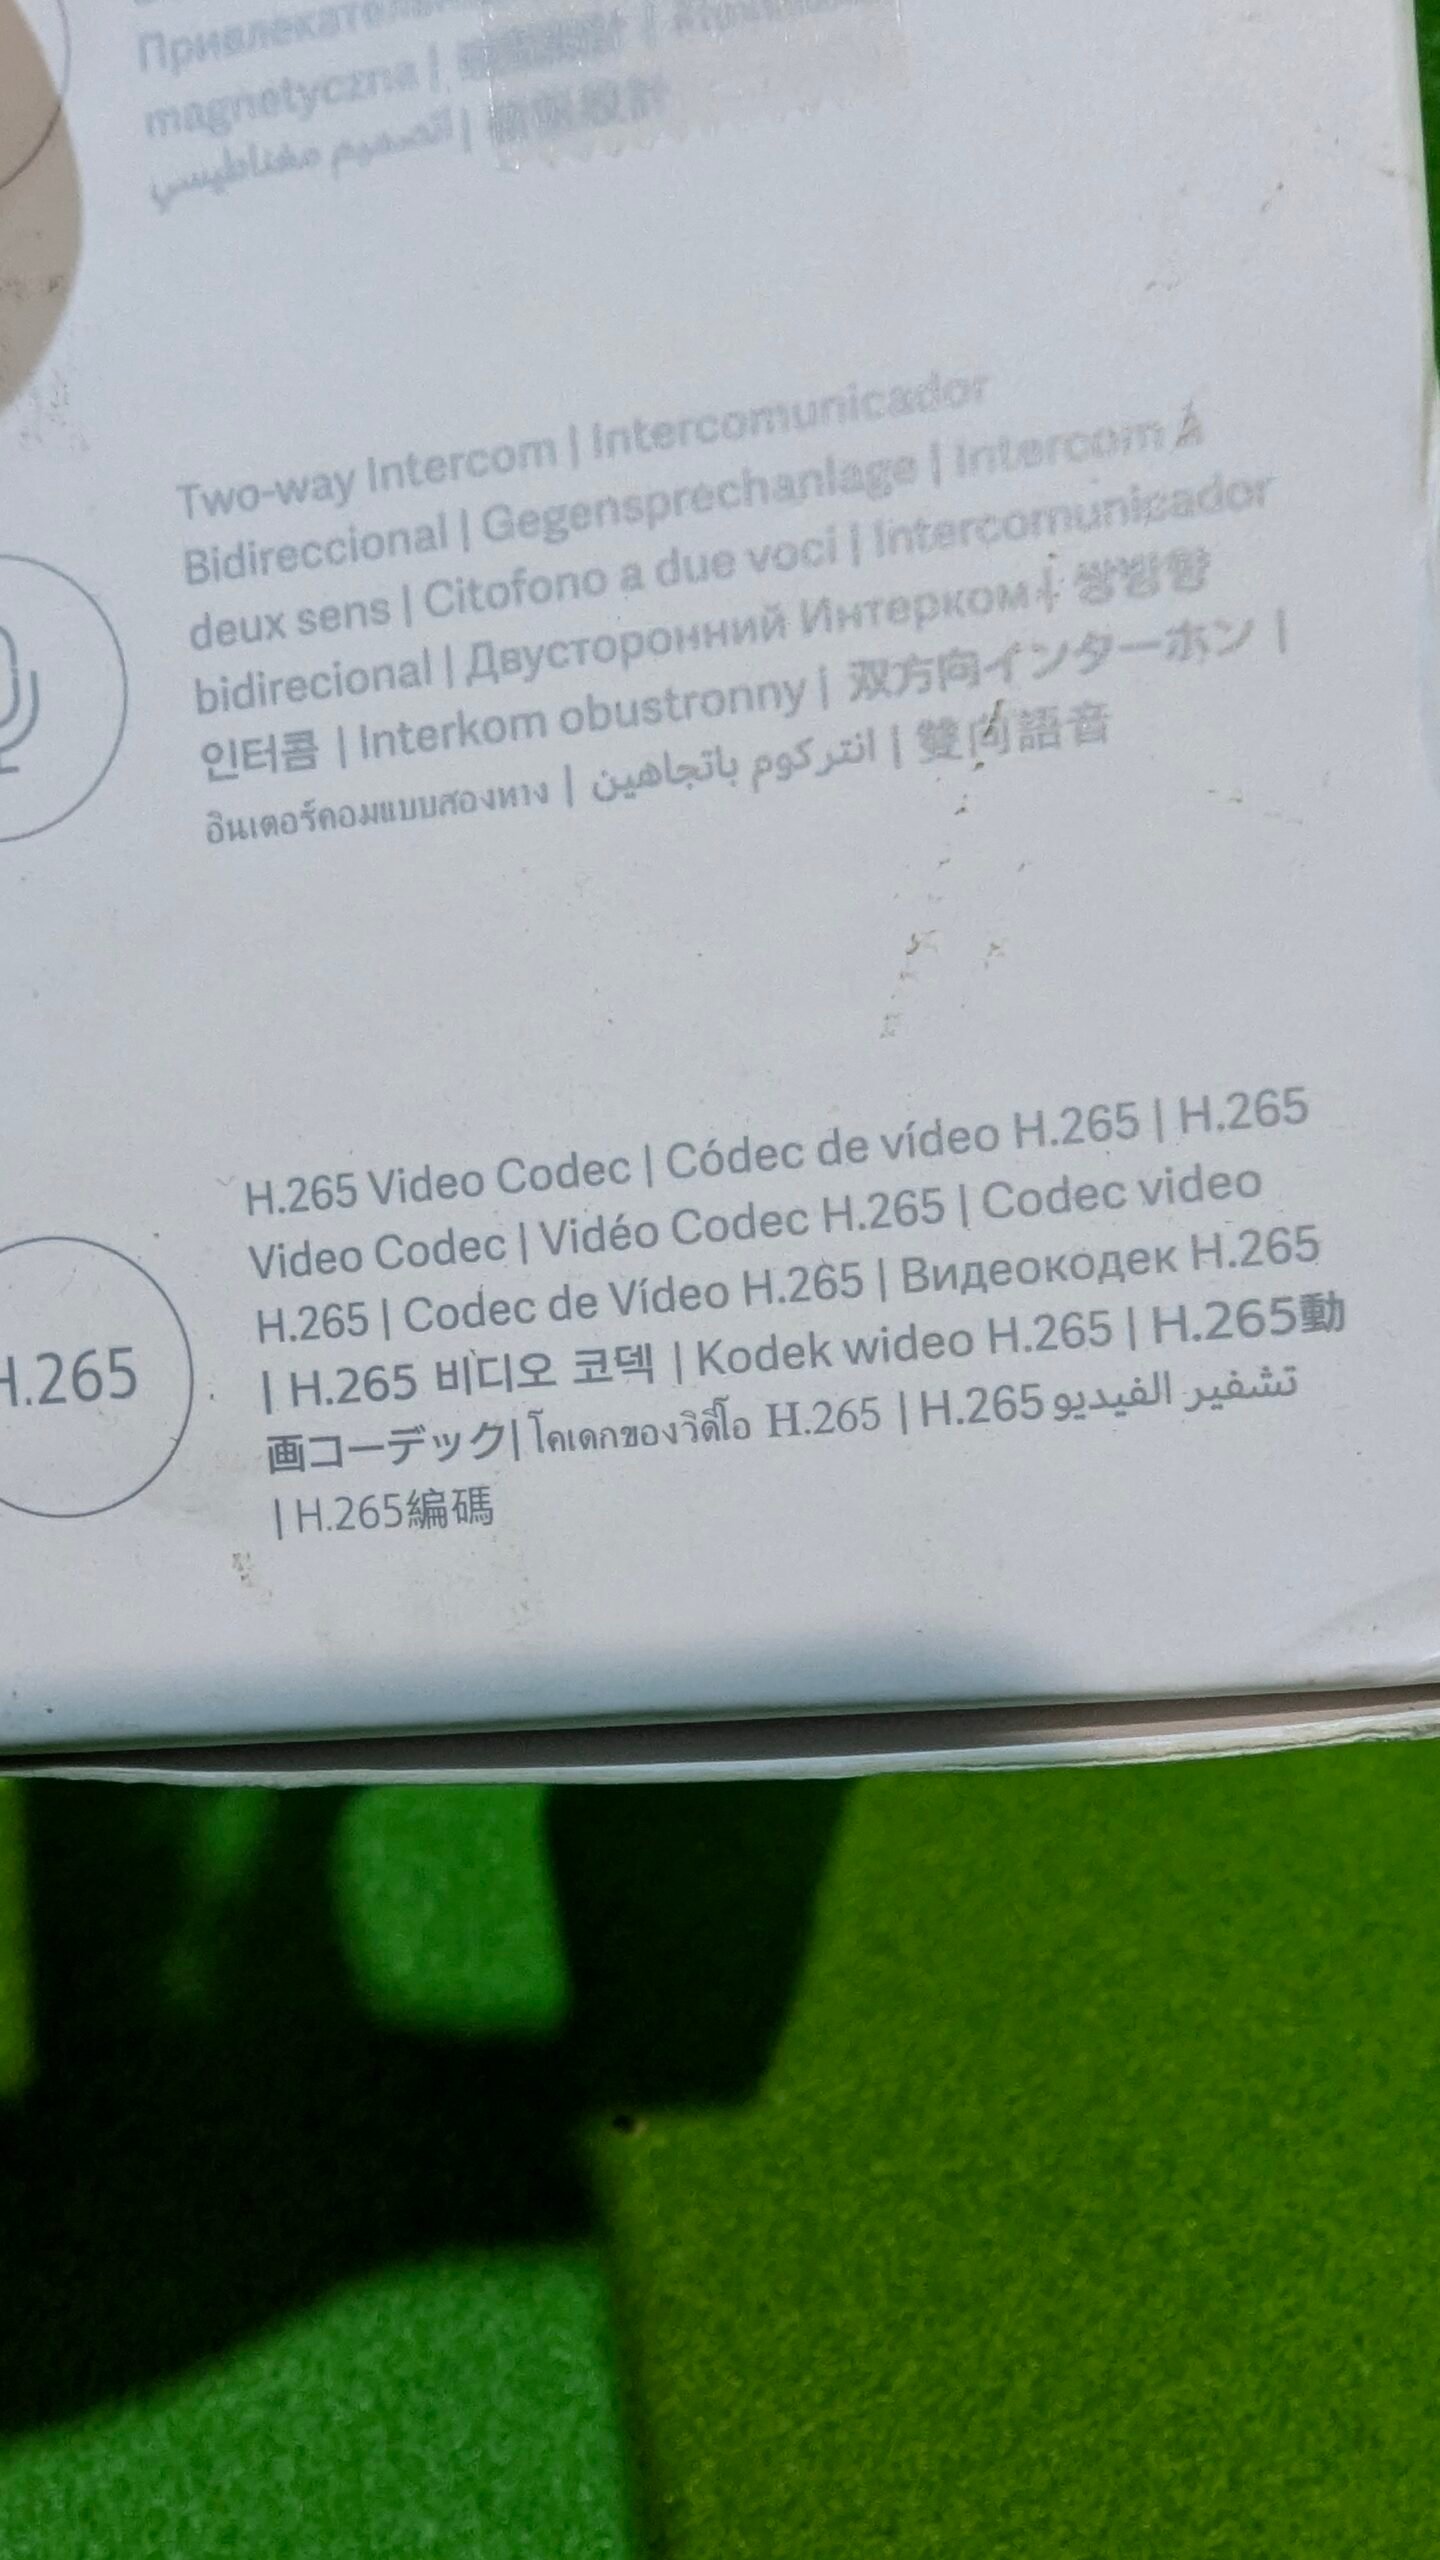 magnetyczna |
التصميم مغناطيسي |
Two-way Intercom | Intercomunicador
Bidireccional | Gegensprechanlage | Intercom À
deux sens | Citofono a due voci | Intercomunicador
bidirecional | Двусторонний Интерком | 쌍방향
인터콤 | Interkom obustronny | 双方向インターホン |
อินเตอร์คอมแบบสองทาง | انتركوم باتجاهين | 雙向語音
H.265 Video Codec | Códec de vídeo H.265 | H.265
Video Codec | Vidéo Codec H.265 | Codec video
H.265 | Codec de Vídeo H.265 | Видеокодек H.265
| H.265 비디오 코덱 | Kodek wideo H.265 | H.265動
画コーデック| โคเดกของวิดีโอ H.265 | H.265 تشفير الفيديو
| H.265編碼
H.265